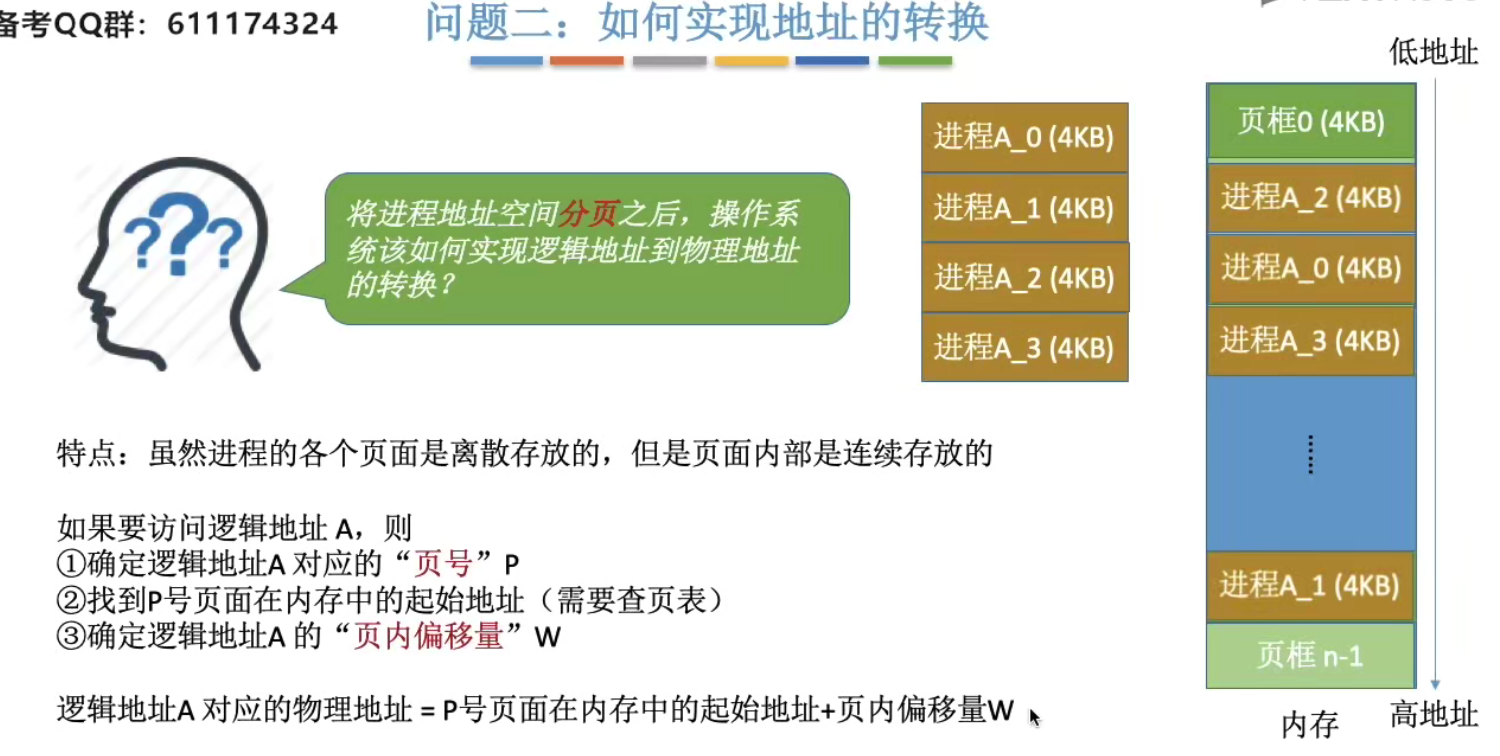 备考QQ群：611174324
问题二：如何实现地址的转换
低地址
将进程地址空间分页之后，操作系
统该如何实现逻辑地址到物理地址
的转换？
进程A_0 (4KB)
进程A_1 (4KB)
进程A_2 (4KB)
进程A_3 (4KB)
页框0 (4KB)
进程A_2 (4KB)
进程A_0 (4KB)
进程A_3 (4KB)
......
进程A_1 (4KB)
页框 n-1
内存
高地址
特点：虽然进程的各个页面是离散存放的，但是页面内部是连续存放的
如果要访问逻辑地址 A，则
①确定逻辑地址A 对应的“页号”P
②找到P号页面在内存中的起始地址（需要查页表）
③确定逻辑地址A 的“页内偏移量”W
逻辑地址A 对应的物理地址 = P号页面在内存中的起始地址+页内偏移量W